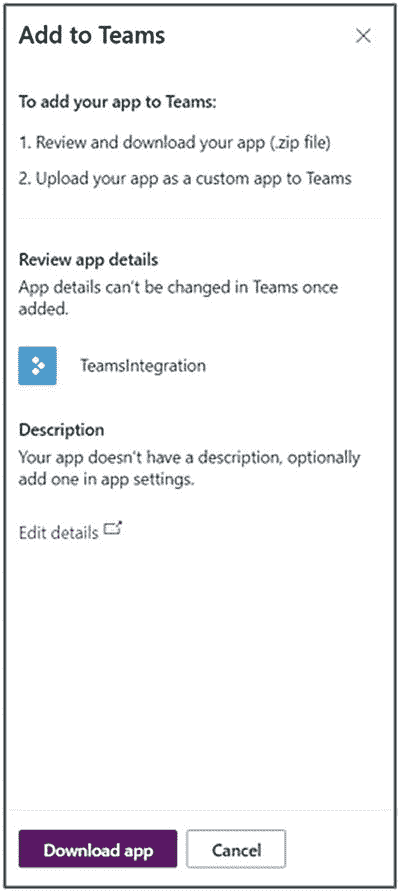 Add to Teams
To add your app to Teams:
1. Review and download your app (.zip file)
2. Upload your app as a custom app to Teams
Review app details
App details can't be changed in Teams once
added.
TeamsIntegration
Description
Your app doesn't have a description, optionally
add one in app settings.
Edit details
Download app
Cancel